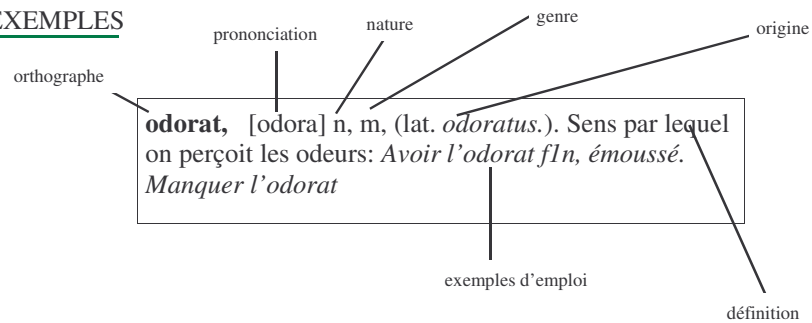 EXEMPLES
genre
nature
origine
prononciation
orthographe
odorat, [odora] n, m, (lat. odoratus.). Sens par lequel
on perçoit les odeurs: Avoir l’odorat f1n, émoussé.
Manquer l’odorat
exemples d’emploi
définition